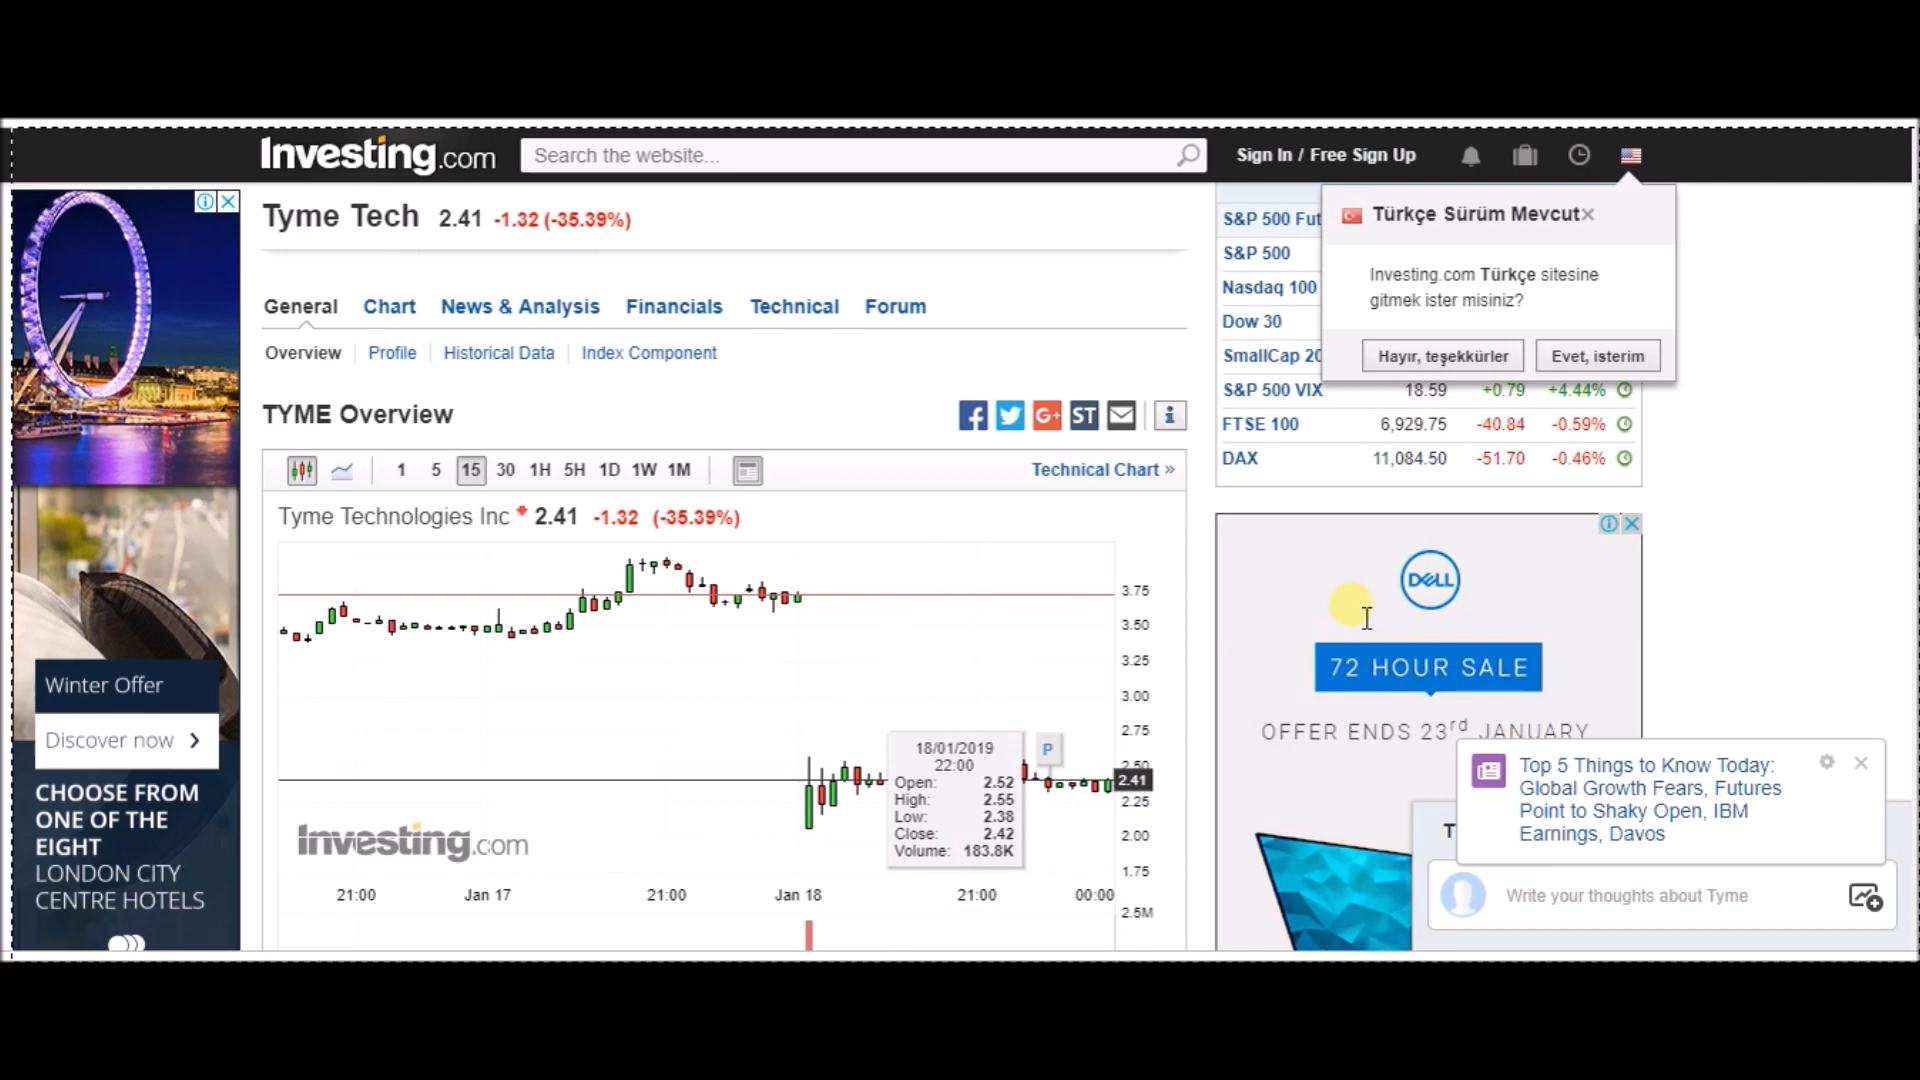 Investing.com
Search the website...
Sign In / Free Sign Up
Tyme Tech 2.41 -1.32 (-35.39%)
General Chart News & Analysis Financials Technical Forum
Overview Profile Historical Data Index Component
TYME Overview
G+ ST i
1 5 15 30 1H 5H 1D 1W 1M
Technical Chart »
Tyme Technologies Inc 2.41 -1.32 (-35.39%)
3.75
3.50
3.25
3.00
2.75
2.50
2.41
2.25
2.00
1.75
2.5M
P
18/01/2019
22:00
Open: 2.52
High: 2.55
Low: 2.38
Close: 2.42
Volume: 183.8K
Investing.com
21:00 Jan 17 21:00 Jan 18 21:00 00:00
Winter Offer
Discover now
CHOOSE FROM
ONE OF THE
EIGHT
LONDON CITY
CENTRE HOTELS
S&P 500 Fut
S&P 500
Nasdaq 100
Dow 30
SmallCap 20
S&P 500 VIX 18.59 +0.79 +4.44%
FTSE 100 6,929.75 -40.84 -0.59%
DAX 11,084.50 -51.70 -0.46%
Türkçe Sürüm Mevcut
Investing.com Türkçe sitesine
gitmek ister misiniz?
Hayır, teşekkürler Evet, isterim
DELL
72 HOUR SALE
OFFER ENDS 23rd JANUARY
Top 5 Things to Know Today:
Global Growth Fears, Futures
Point to Shaky Open, IBM
Earnings, Davos
T
Write your thoughts about Tyme